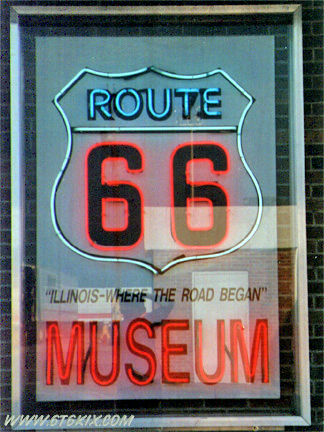 ROUTE
66
"ILLINOIS-WHERE THE ROAD BEGAN"
MUSEUM
WWW.6T6KIX.COM